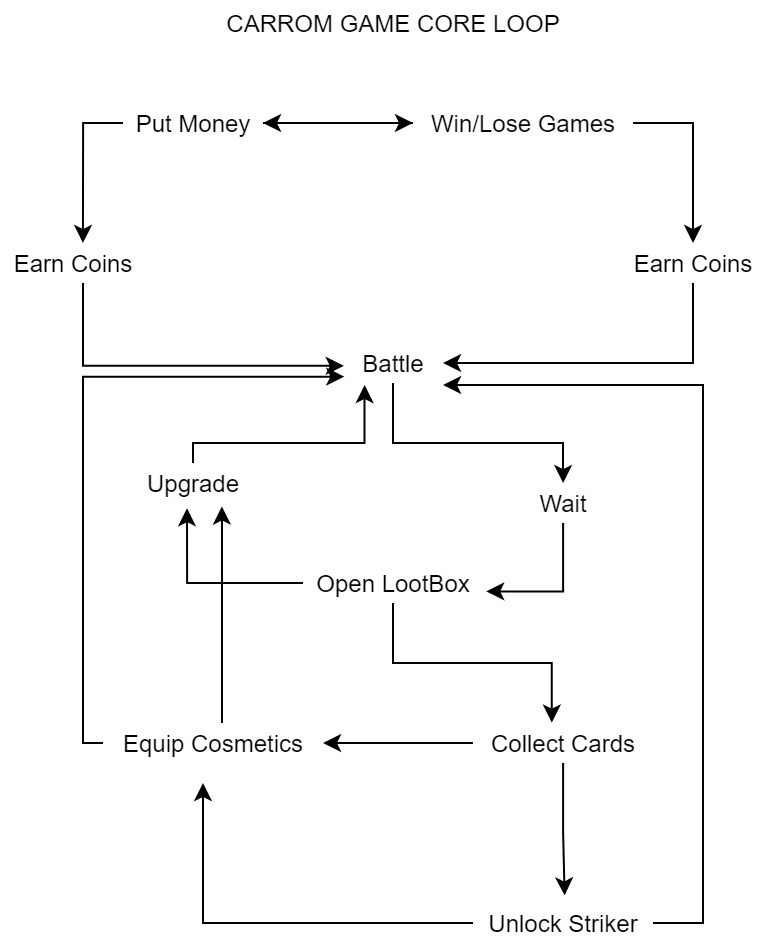 CARROM GAME CORE LOOP
Put Money
Win/Lose Games
Earn Coins
Earn Coins
Battle
Upgrade
Wait
Open LootBox
Equip Cosmetics
Collect Cards
Unlock Striker